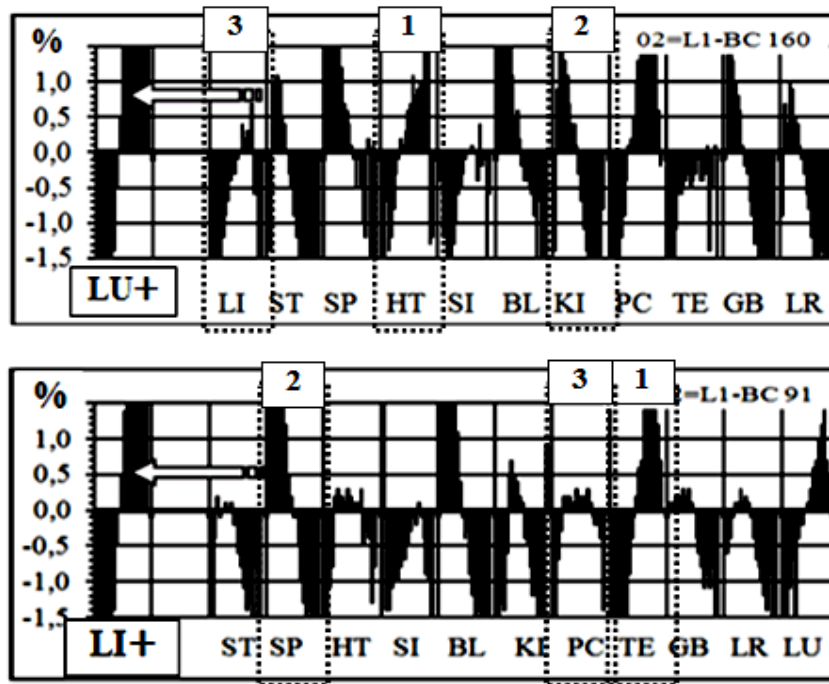 3 1 2
% 02=L1-BC 160
1,0
0,5
0,0
-0,5
-1,0
-1,5
LU+ LI ST SP HT SI BL KI PC TE GB LR
2 3 1
% 2=L1-BC 91
1,0
0,5
0,0
-0,5
-1,0
-1,5
LI+ ST SP HT SI BL KI PC TE GB LR LU